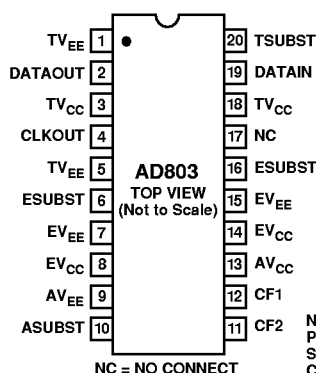 TVEE 1 20 TSUBST
DATAOUT 2 19 DATAIN
TVCC 3 18 TVCC
CLKOUT 4 17 NC
TVEE 5 16 ESUBST
ESUBST 6 15 EVEE
EVEE 7 14 EVCC
EVCC 8 13 AVCC
AVEE 9 12 CF1
ASUBST 10 11 CF2
AD803
TOP VIEW
(Not to Scale)
NC = NO CONNECT
N
P
S
C